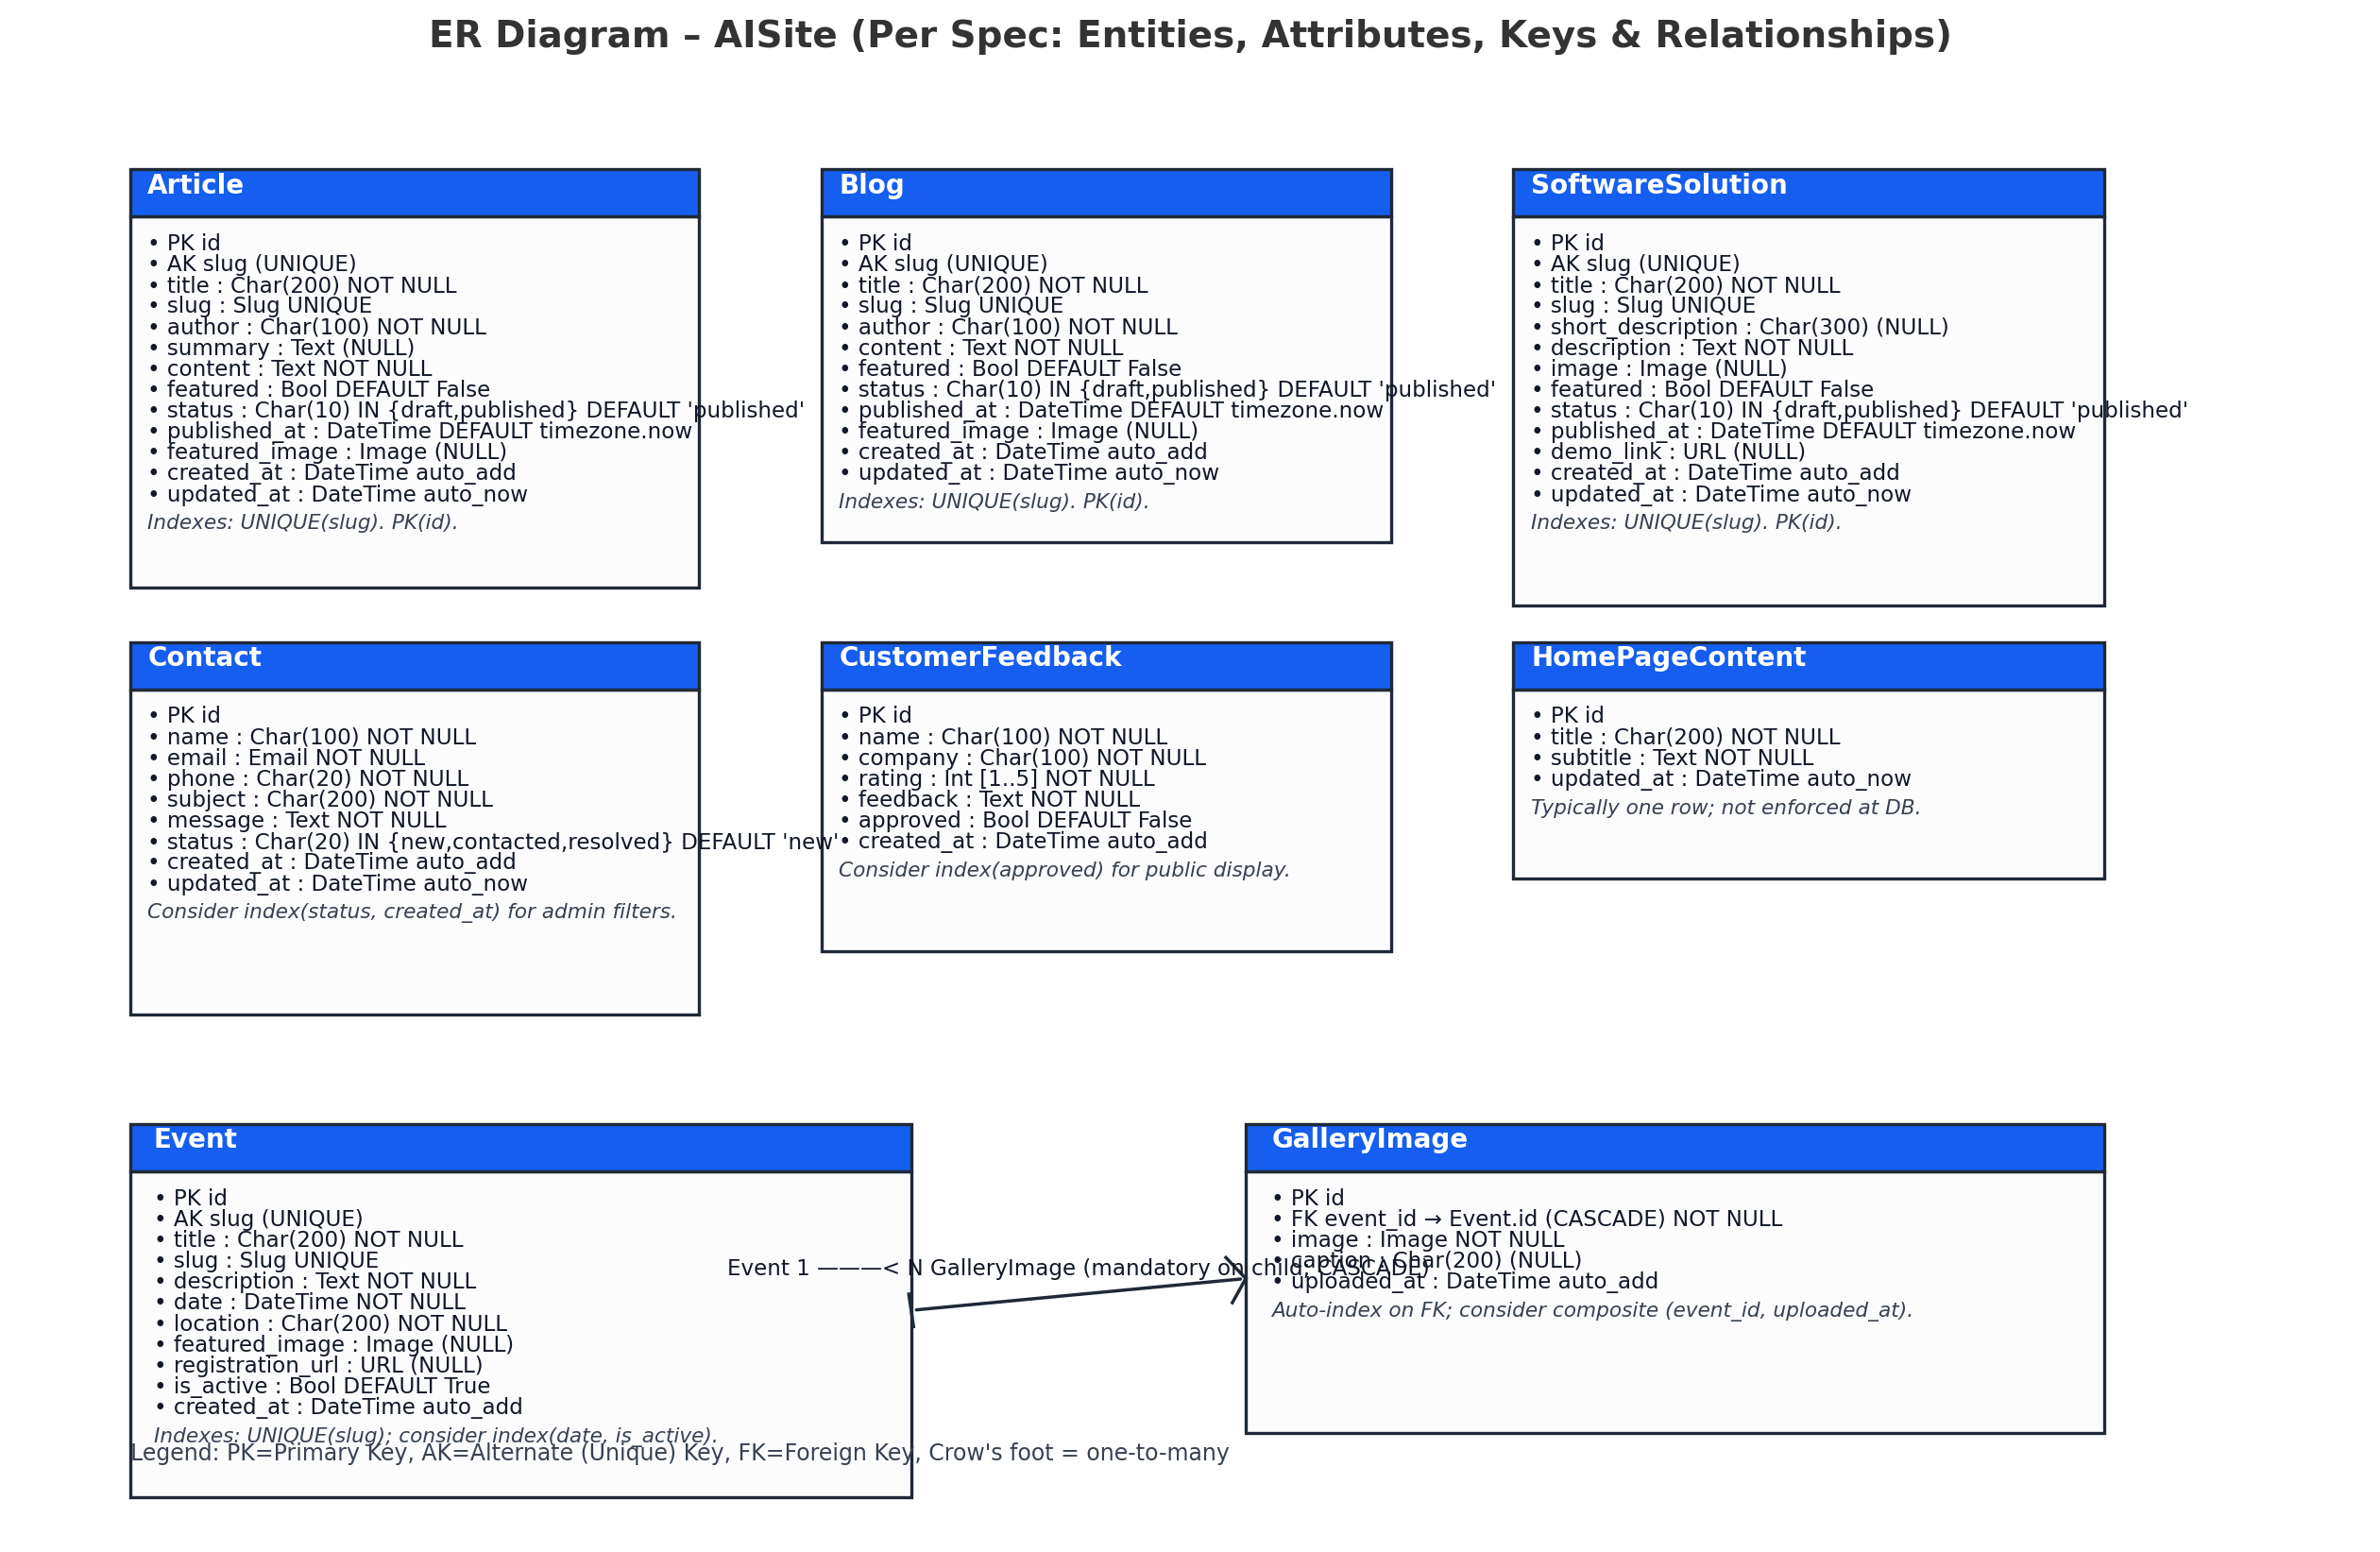 ER Diagram – AISite (Per Spec: Entities, Attributes, Keys & Relationships)
Article
• PK id
• AK slug (UNIQUE)
• title : Char(200) NOT NULL
• slug : Slug UNIQUE
• author : Char(100) NOT NULL
• summary : Text (NULL)
• content : Text NOT NULL
• featured : Bool DEFAULT False
• status : Char(10) IN {draft,published} DEFAULT 'published'
• published_at : DateTime DEFAULT timezone.now
• featured_image : Image (NULL)
• created_at : DateTime auto_add
• updated_at : DateTime auto_now
Indexes: UNIQUE(slug). PK(id).
Blog
• PK id
• AK slug (UNIQUE)
• title : Char(200) NOT NULL
• slug : Slug UNIQUE
• author : Char(100) NOT NULL
• content : Text NOT NULL
• featured : Bool DEFAULT False
• status : Char(10) IN {draft,published} DEFAULT 'published'
• published_at : DateTime DEFAULT timezone.now
• featured_image : Image (NULL)
• created_at : DateTime auto_add
• updated_at : DateTime auto_now
Indexes: UNIQUE(slug). PK(id).
SoftwareSolution
• PK id
• AK slug (UNIQUE)
• title : Char(200) NOT NULL
• slug : Slug UNIQUE
• short_description : Char(300) (NULL)
• description : Text NOT NULL
• image : Image (NULL)
• featured : Bool DEFAULT False
• status : Char(10) IN {draft,published} DEFAULT 'published'
• published_at : DateTime DEFAULT timezone.now
• demo_link : URL (NULL)
• created_at : DateTime auto_add
• updated_at : DateTime auto_now
Indexes: UNIQUE(slug). PK(id).
Contact
• PK id
• name : Char(100) NOT NULL
• email : Email NOT NULL
• phone : Char(20) NOT NULL
• subject : Char(200) NOT NULL
• message : Text NOT NULL
• status : Char(20) IN {new,contacted,resolved} DEFAULT 'new'
• created_at : DateTime auto_add
• updated_at : DateTime auto_now
Consider index(status, created_at) for admin filters.
CustomerFeedback
• PK id
• name : Char(100) NOT NULL
• company : Char(100) NOT NULL
• rating : Int [1..5] NOT NULL
• feedback : Text NOT NULL
• approved : Bool DEFAULT False
• created_at : DateTime auto_add
Consider index(approved) for public display.
HomePageContent
• PK id
• title : Char(200) NOT NULL
• subtitle : Text NOT NULL
• updated_at : DateTime auto_now
Typically one row; not enforced at DB.
Event
• PK id
• AK slug (UNIQUE)
• title : Char(200) NOT NULL
• slug : Slug UNIQUE
• description : Text NOT NULL
• date : DateTime NOT NULL
• location : Char(200) NOT NULL
• featured_image : Image (NULL)
• registration_url : URL (NULL)
• is_active : Bool DEFAULT True
• created_at : DateTime auto_add
Indexes: UNIQUE(slug); consider index(date, is_active).
Event 1 ———< N GalleryImage (mandatory on child; CASCADE)
GalleryImage
• PK id
• FK event_id → Event.id (CASCADE) NOT NULL
• image : Image NOT NULL
• caption : Char(200) (NULL)
• uploaded_at : DateTime auto_add
Auto-index on FK; consider composite (event_id, uploaded_at).
Legend: PK=Primary Key, AK=Alternate (Unique) Key, FK=Foreign Key, Crow's foot = one-to-many